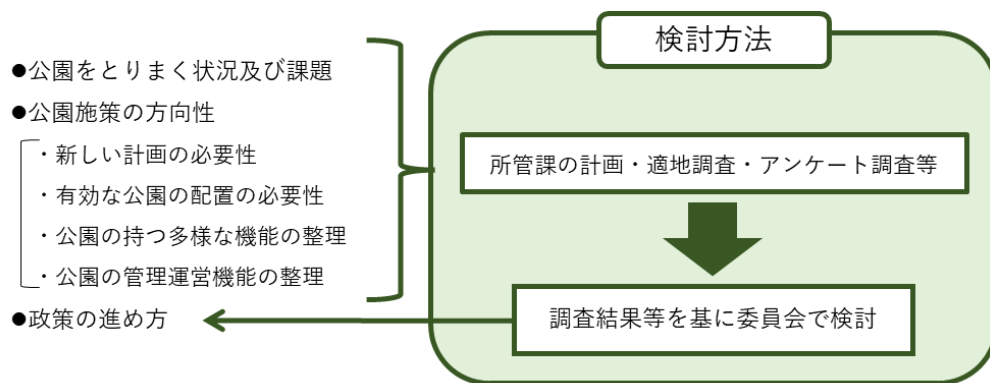 ●公園をとりまく状況及び課題
●公園施策の方向性
・新しい計画の必要性
・有効な公園の配置の必要性
・公園の持つ多様な機能の整理
・公園の管理運営機能の整理
●政策の進め方
検討方法
所管課の計画・適地調査・アンケート調査等
調査結果等を基に委員会で検討